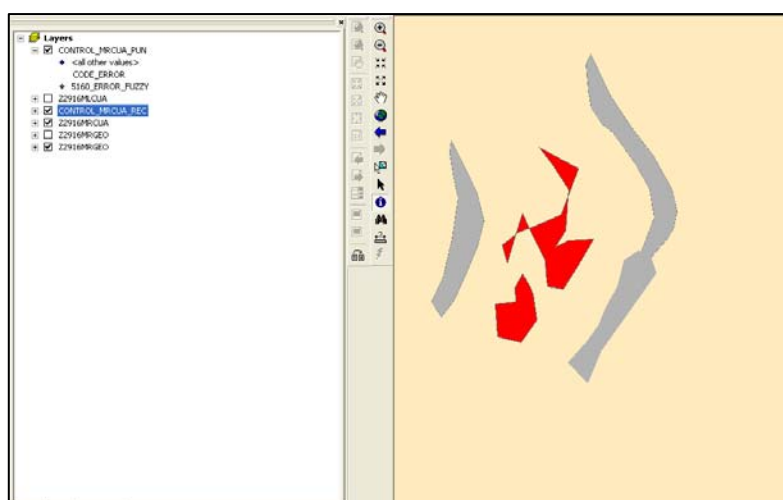 Layers
CONTROL_MRCUA_PUN
<all other values>
CODE_ERROR
5160_ERROR_FUZZY
Z2916MLCUA
CONTROL_MRCUA_REC
Z2916MRCUA
Z2916MRGEO
Z2916MRGEO